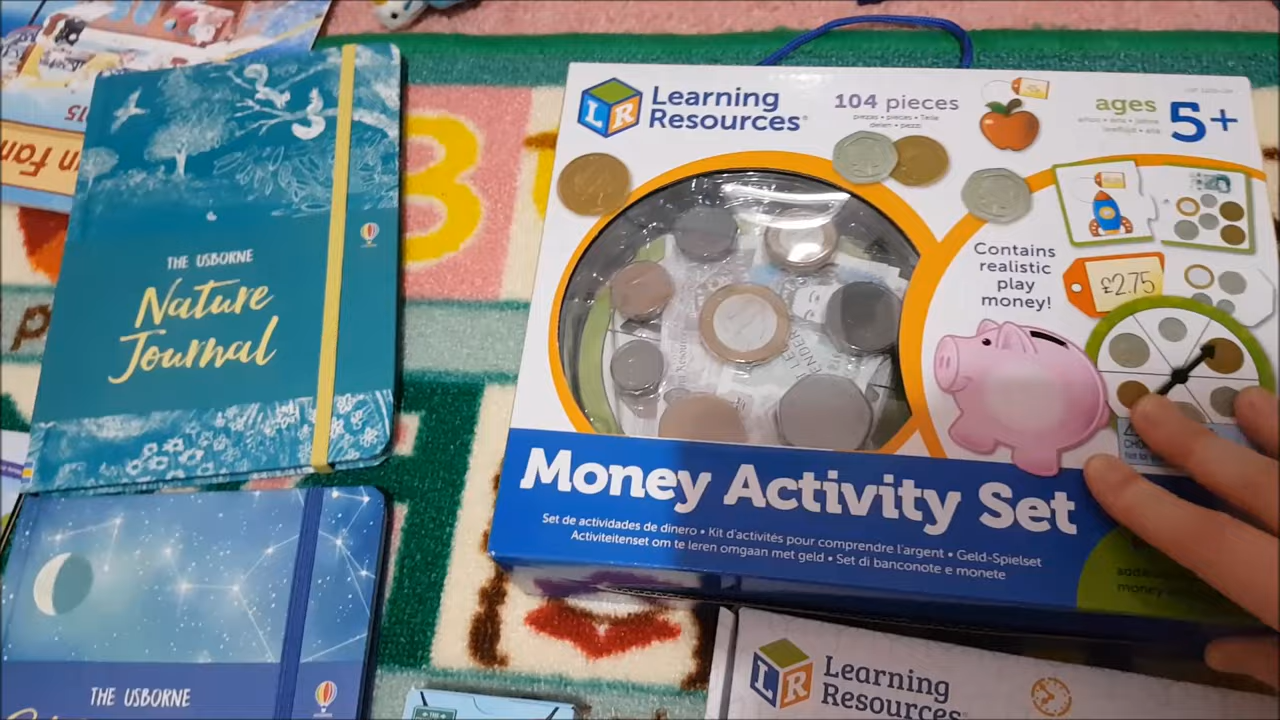 THE USBORNE
Nature
Journal
THE USBORNE
Learning
Resources
104 pieces
ages
5+
Contains
realistic
play
money!
£2.75
Money Activity Set
Set de actividades de dinero • Kit d'activités pour comprendre l'argent • Geld-Spielset
Activiteitenset om te leren omgaan met geld • Set di banconote e monete
Learning
Resources